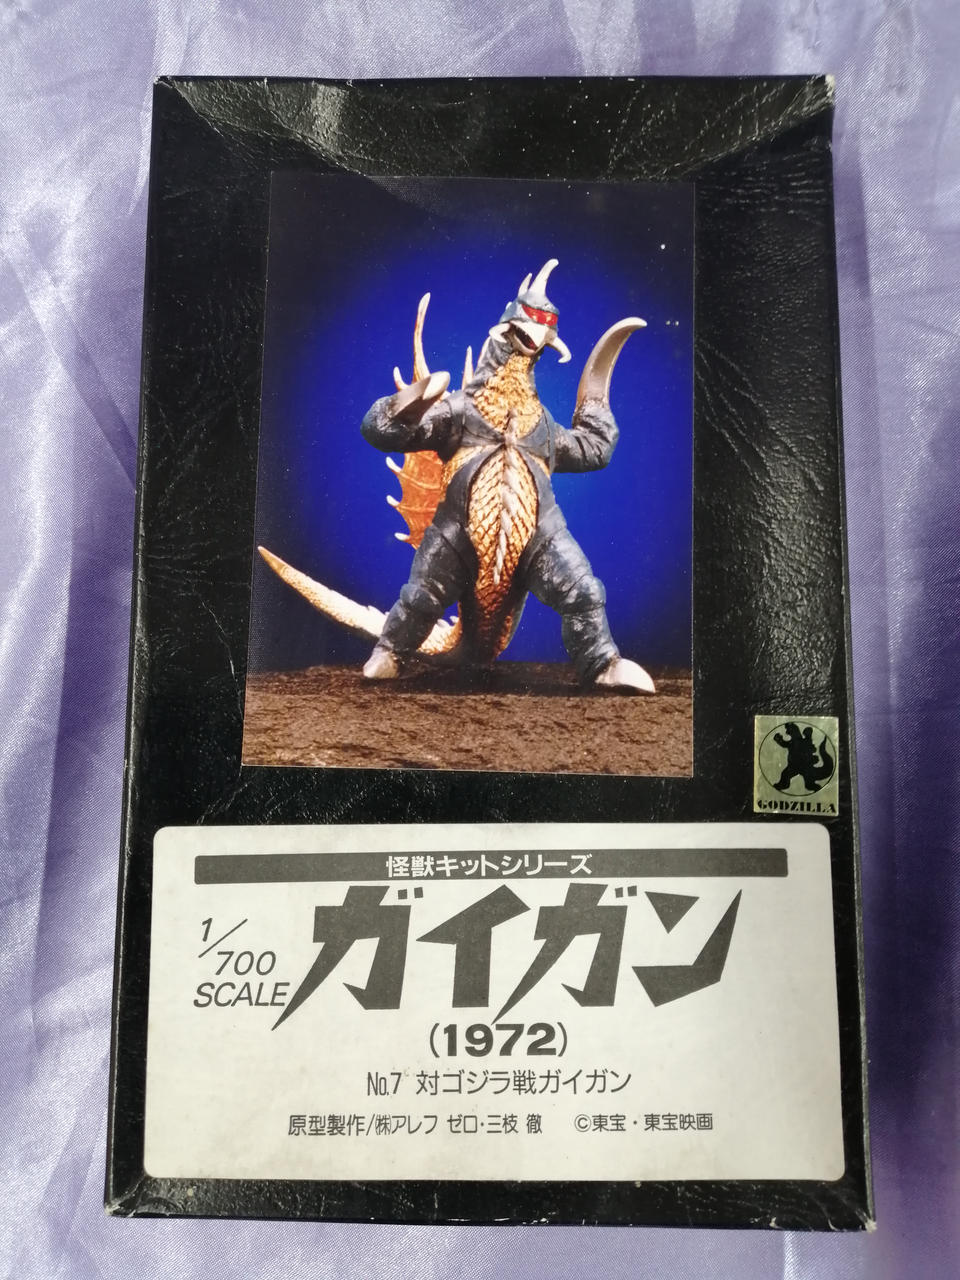 GODZILLA
怪獣キットシリーズ
1/700
SCALE
ガイガン
(1972)
No.7 対ゴジラ戦ガイガン
原型製作/㈱アレフ ゼロ・三枝 徹 ©東宝・東宝映画